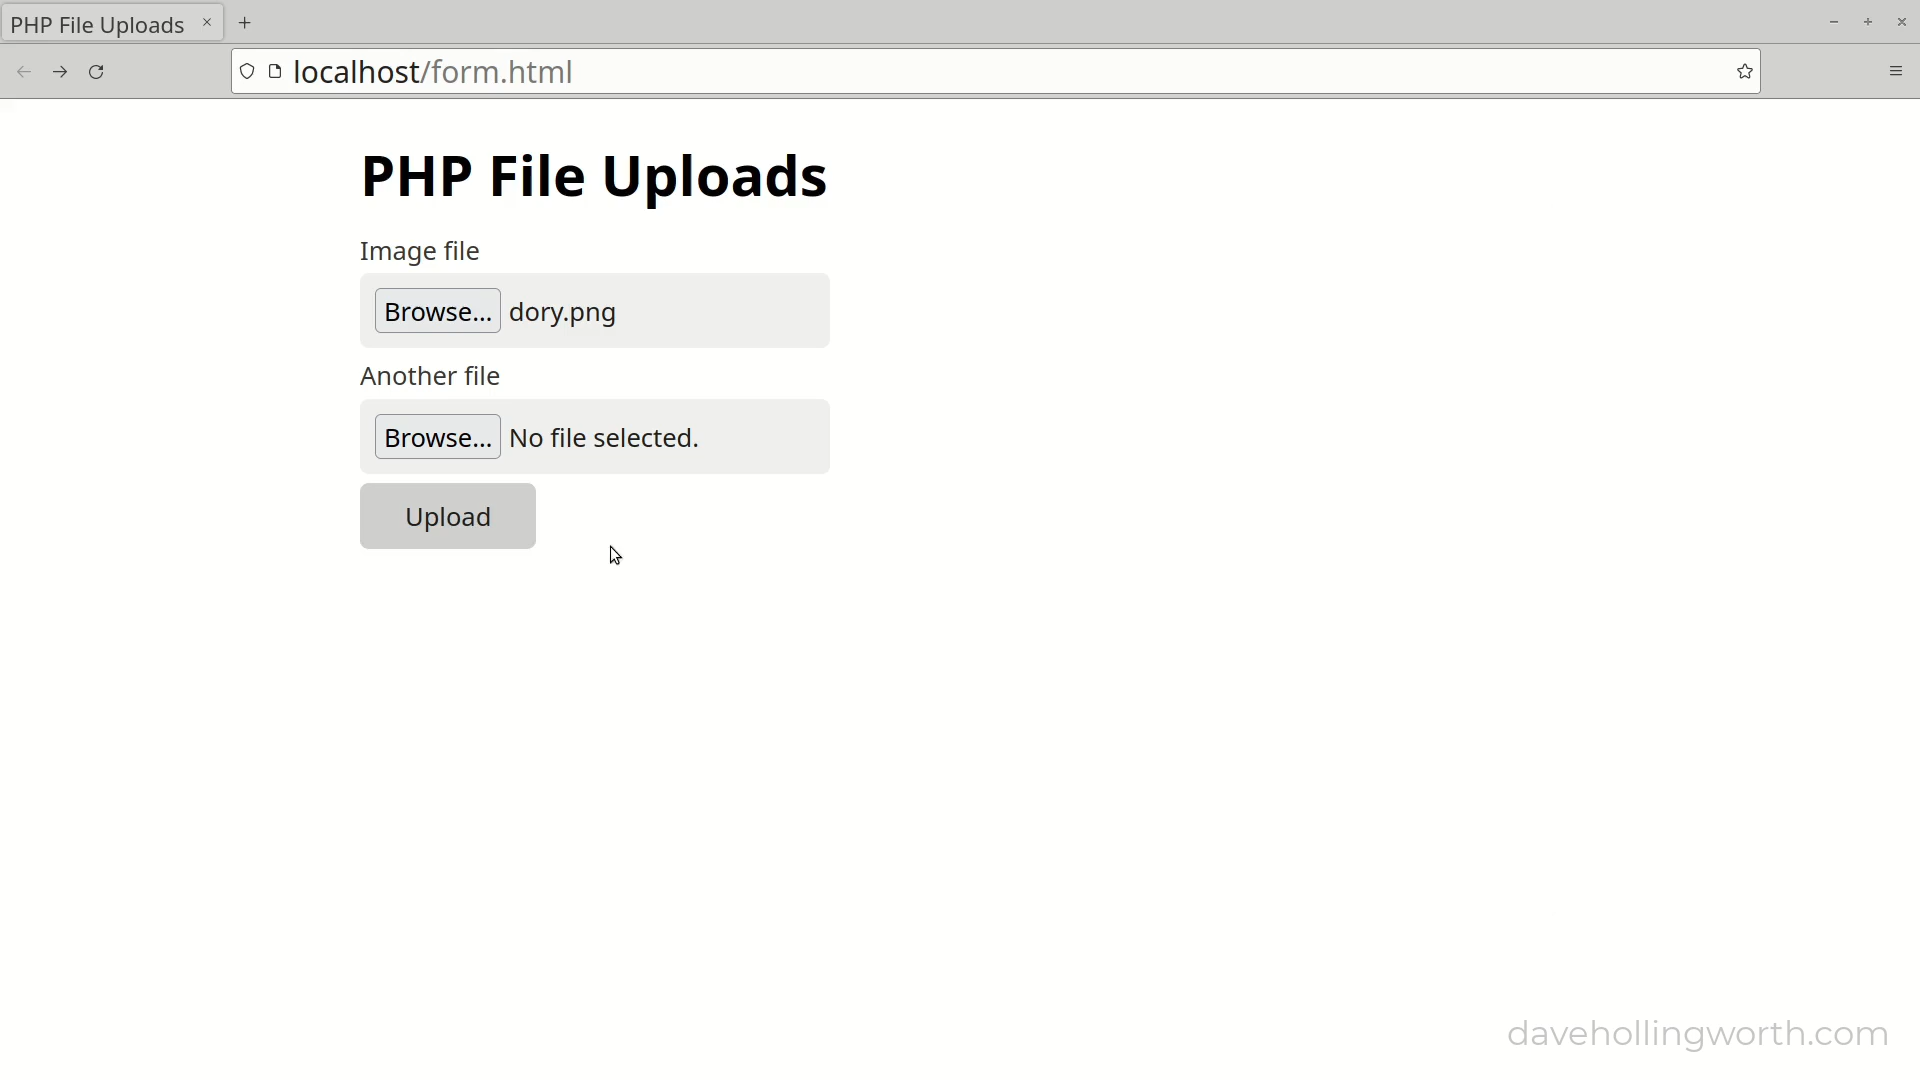 PHP File Uploads
localhost/form.html
PHP File Uploads
Image file
Browse... dory.png
Another file
Browse... No file selected.
Upload
davehollingworth.com